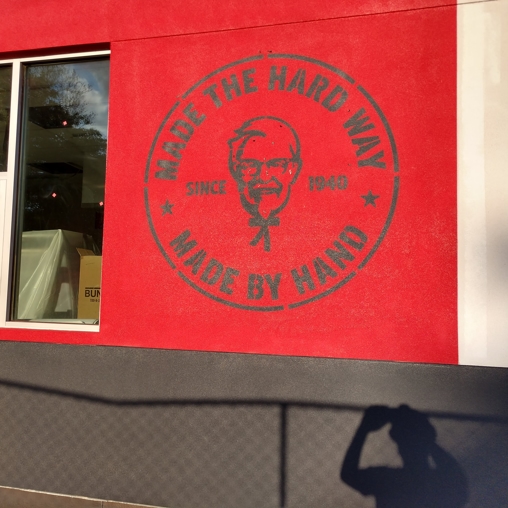 MADE THE HARD WAY
SINCE 1940
MADE BY HAND
BUN